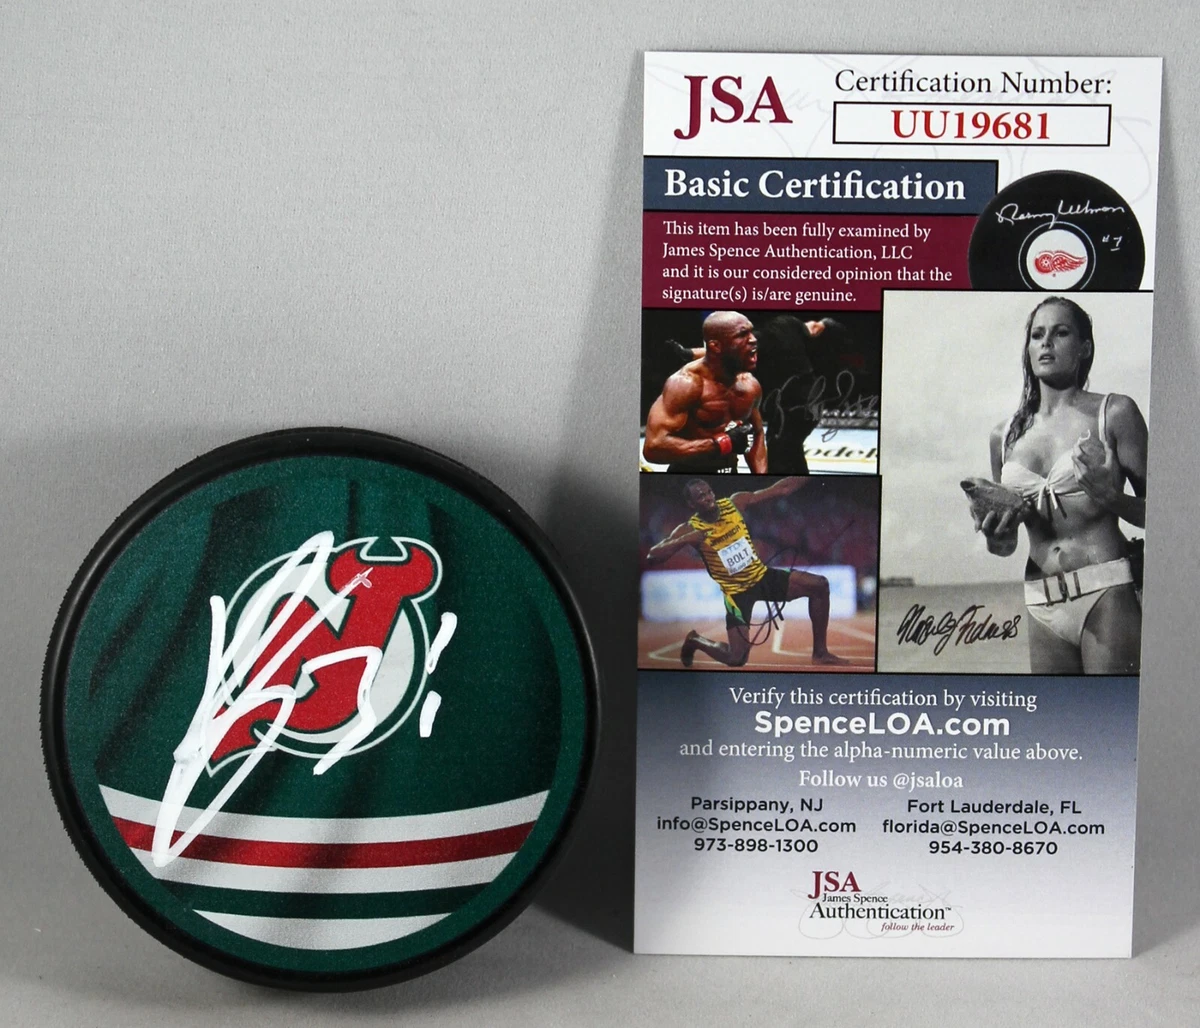 JSA
Certification Number:
UU19681
Basic Certification
This item has been fully examined by
James Spence Authentication, LLC
and it is our considered opinion that the
signature(s) is/are genuine.
#7
BOLT
Verify this certification by visiting
SpenceLOA.com
and entering the alpha-numeric value above.
Follow us @jsaloa
Parsippany, NJ
info@SpenceLOA.com
973-898-1300
Fort Lauderdale, FL
florida@SpenceLOA.com
954-380-8670
JSA
James Spence
Authentication™
follow the leader